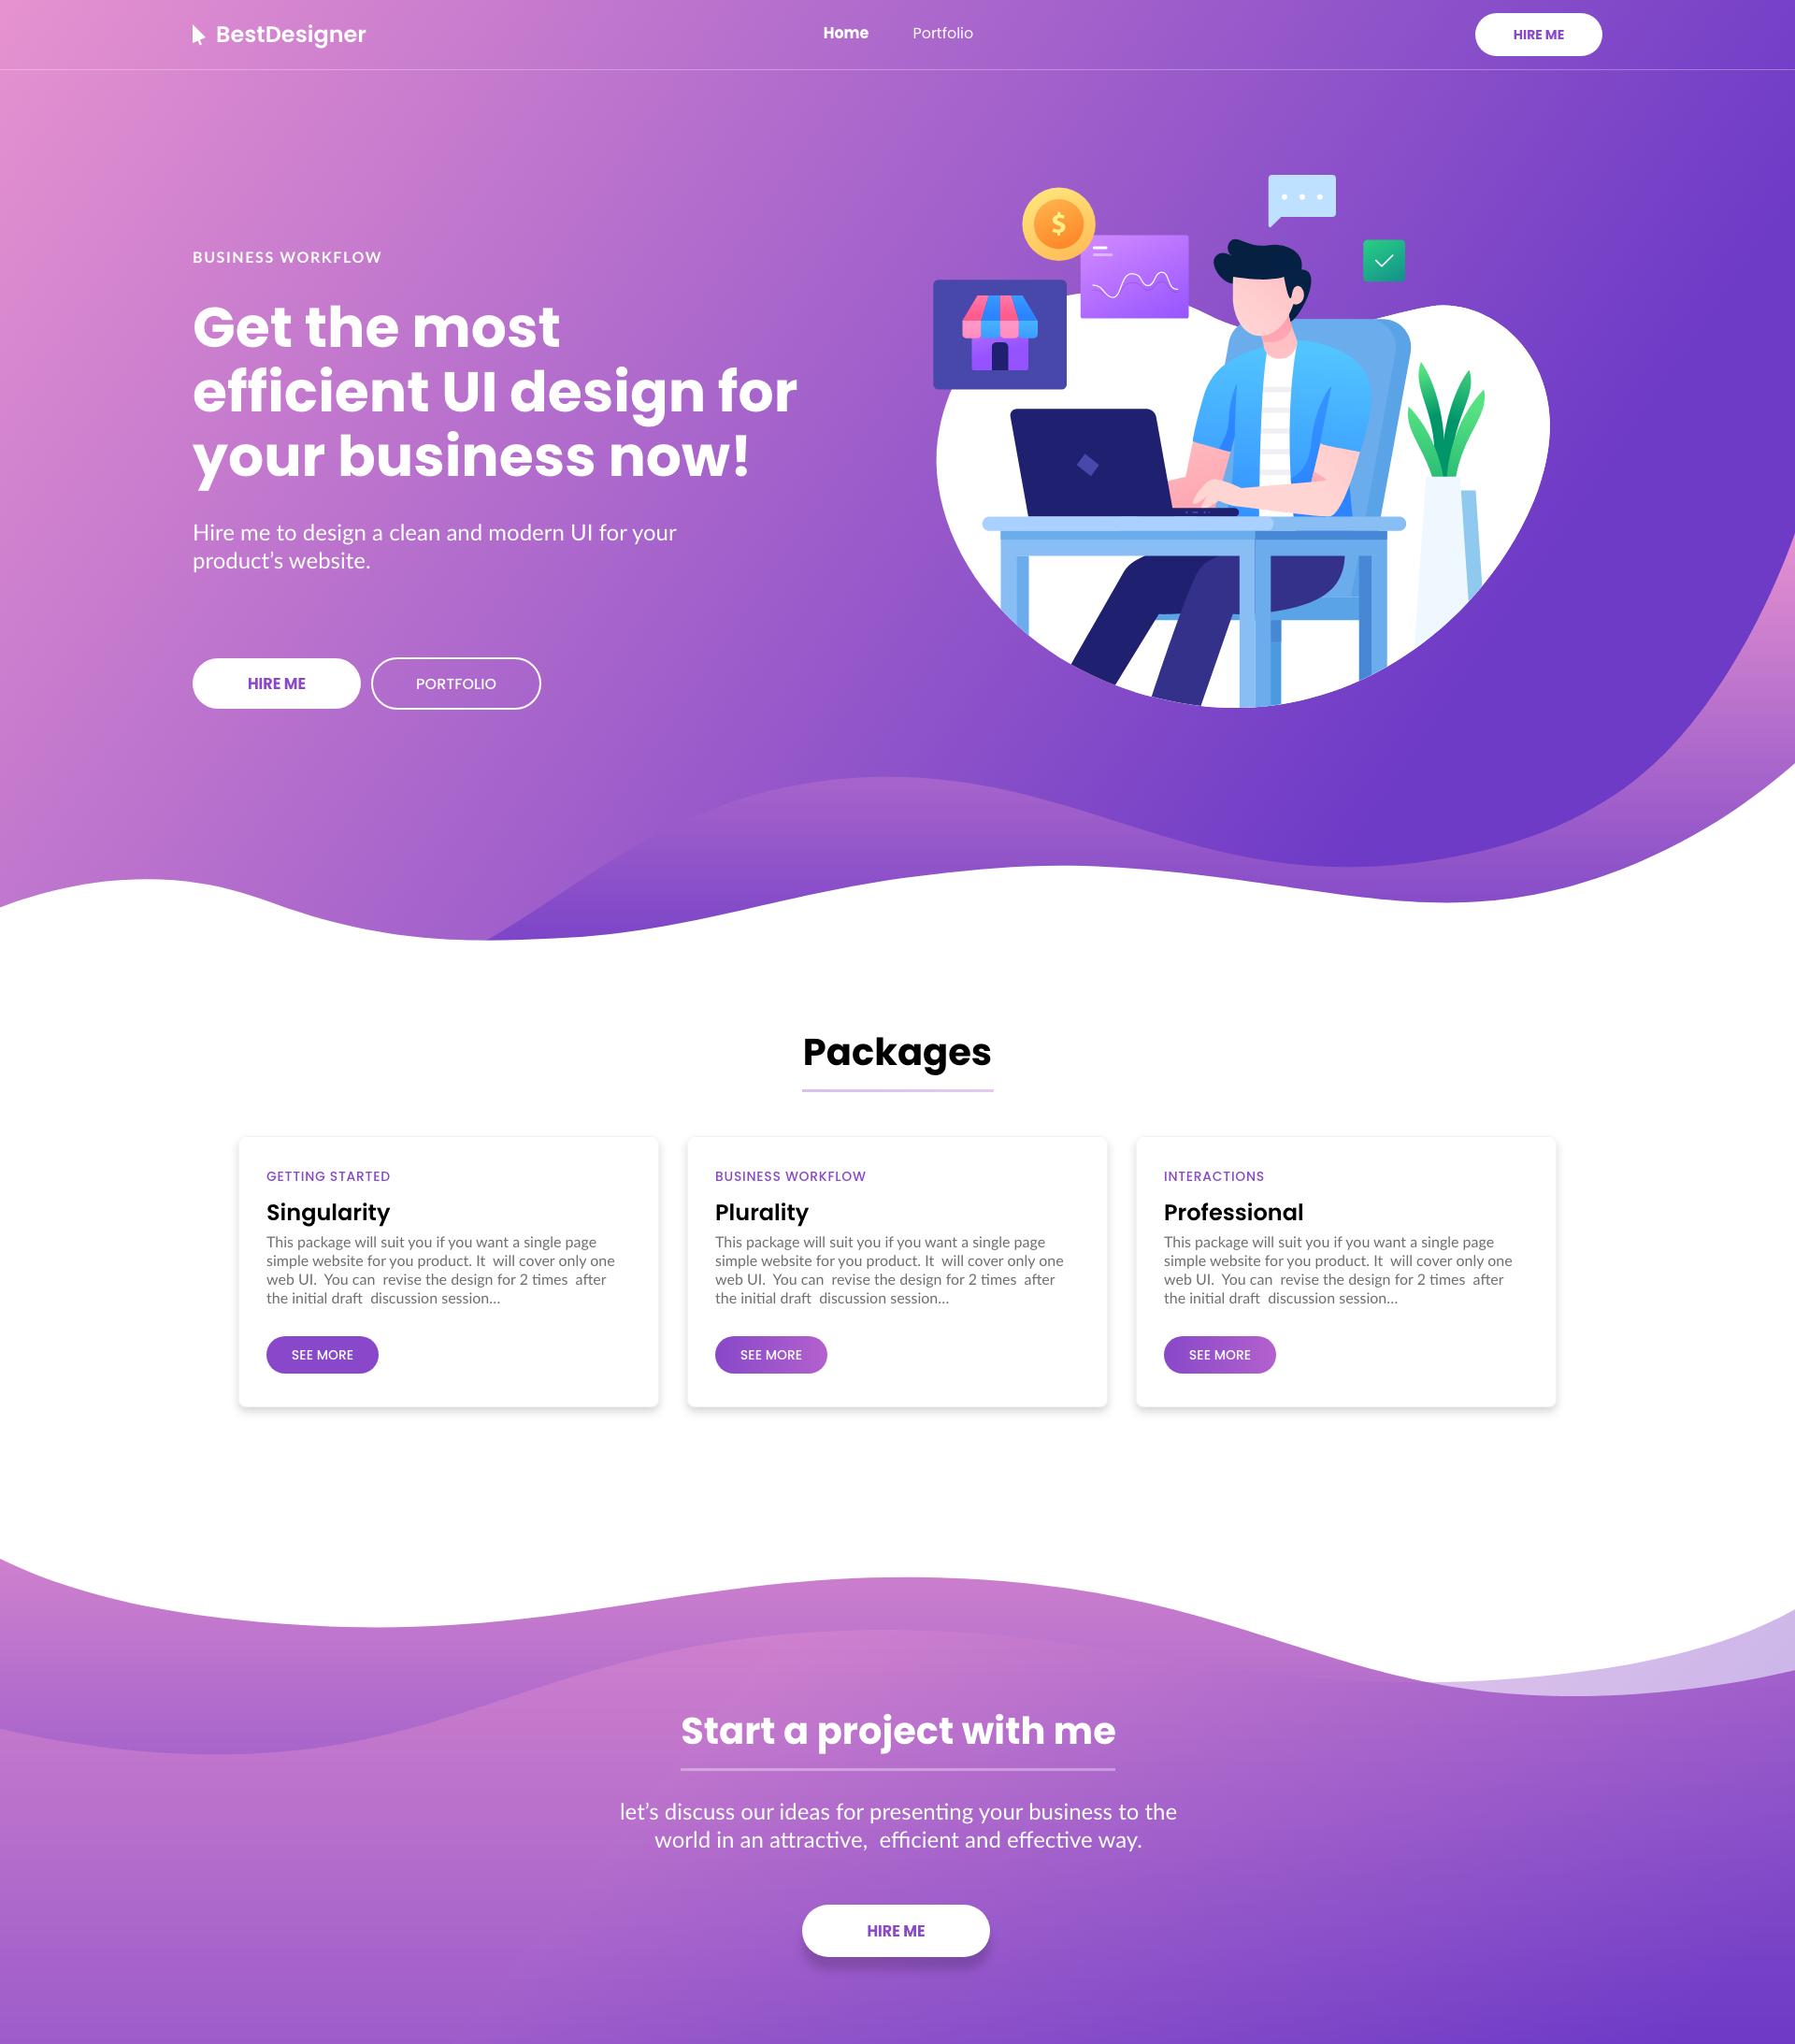 BestDesigner
Home
Portfolio
HIRE ME
BUSINESS WORKFLOW
Get the most
efficient UI design for
your business now!
Hire me to design a clean and modern UI for your
product’s website.
HIRE ME
PORTFOLIO
$
Packages
GETTING STARTED
Singularity
This package will suit you if you want a single page
simple website for you product. It  will cover only one
web UI.  You can  revise the design for 2 times  after
the initial draft  discussion session...
SEE MORE
BUSINESS WORKFLOW
Plurality
This package will suit you if you want a single page
simple website for you product. It  will cover only one
web UI.  You can  revise the design for 2 times  after
the initial draft  discussion session...
SEE MORE
INTERACTIONS
Professional
This package will suit you if you want a single page
simple website for you product. It  will cover only one
web UI.  You can  revise the design for 2 times  after
the initial draft  discussion session...
SEE MORE
Start a project with me
let’s discuss our ideas for presenting your business to the
world in an attractive,  efficient and effective way.
HIRE ME